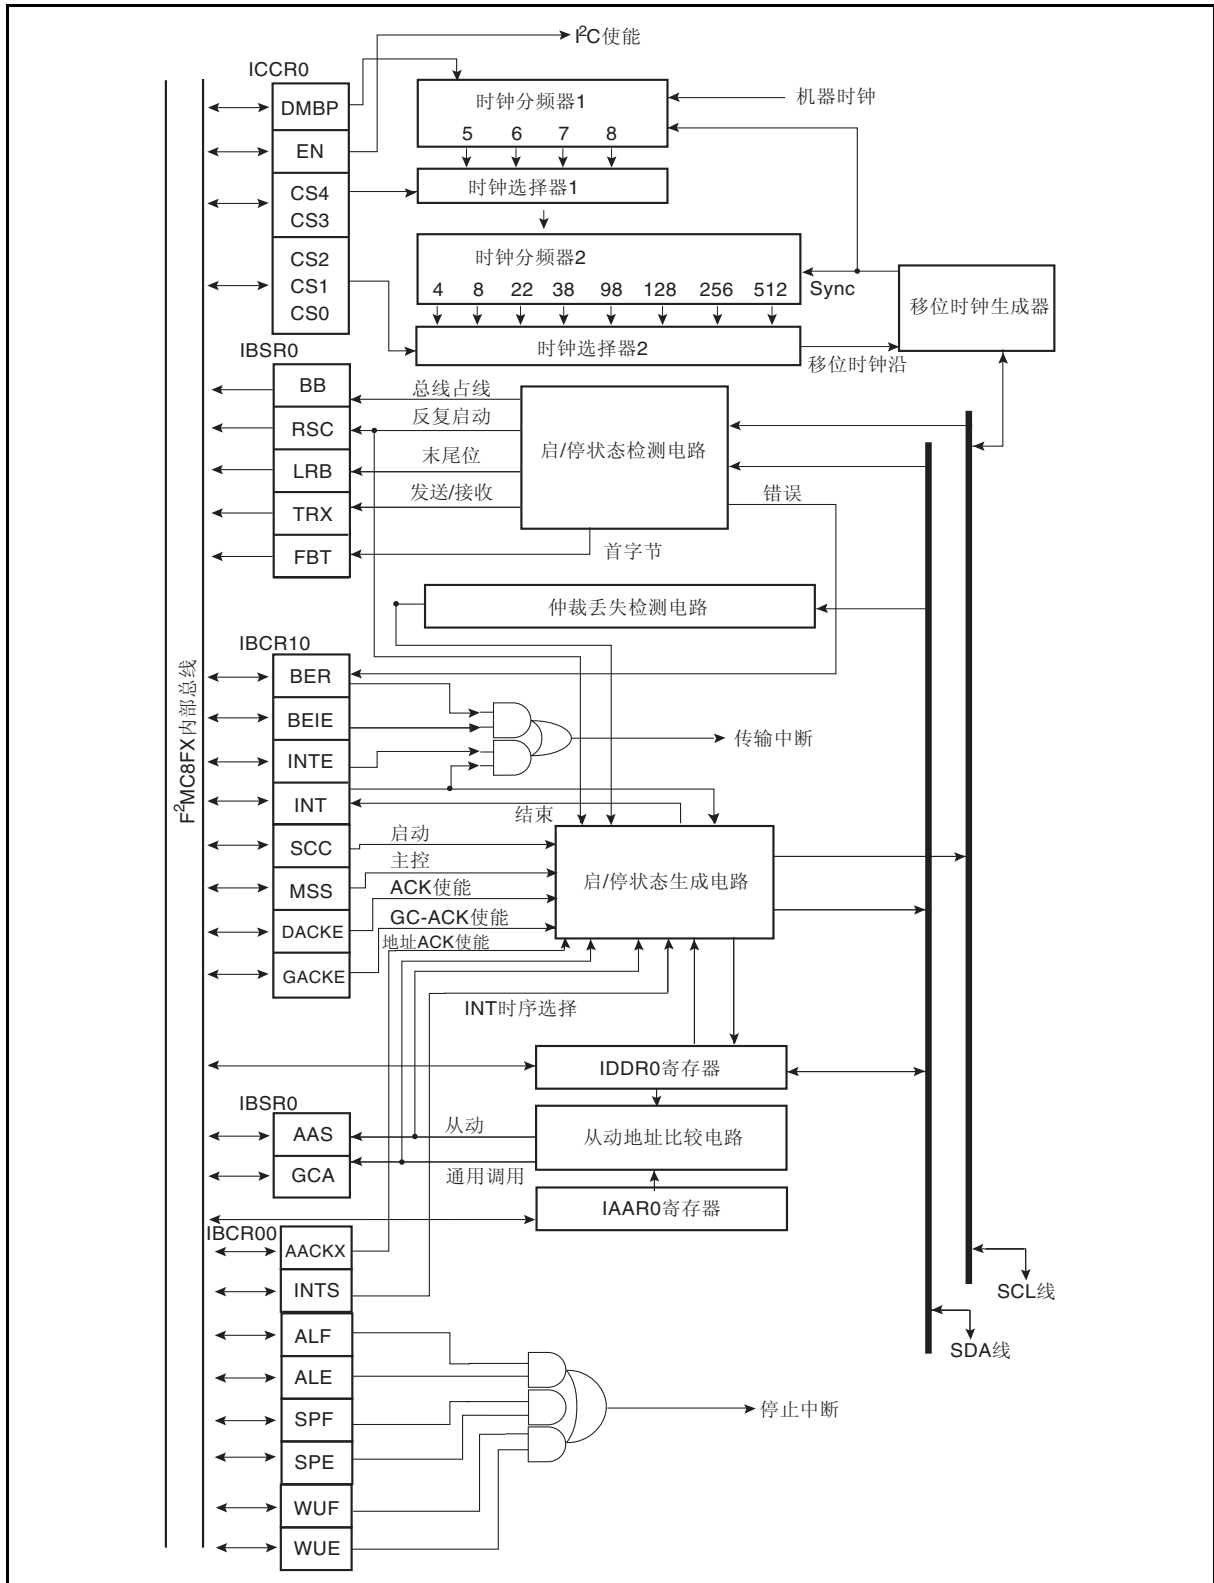 I²C使能
ICCR0
DMBP
时钟分频器1
机器时钟
5 6 7 8
EN
CS4
CS3
时钟选择器1
CS2
CS1
CS0
时钟分频器2
4 8 22 38 98 128 256 512
Sync
移位时钟生成器
时钟选择器2
移位时钟沿
IBSR0
BB
总线占线
RSC
反复启动
启/停状态检测电路
LRB
末尾位
TRX
发送/接收
错误
FBT
首字节
仲裁丢失检测电路
F²MC8FX内部总线
IBCR10
BER
BEIE
传输中断
INTE
INT
结束
SCC
启动
MSS
主控
启/停状态生成电路
DACKE
ACK使能
GC-ACK使能
地址ACK使能
GACKE
INT时序选择
IDDR0寄存器
IBSR0
AAS
从动
从动地址比较电路
GCA
通用调用
IAAR0寄存器
IBCR00
AACKX
INTS
SCL线
ALF
SDA线
ALE
SPF
停止中断
SPE
WUF
WUE